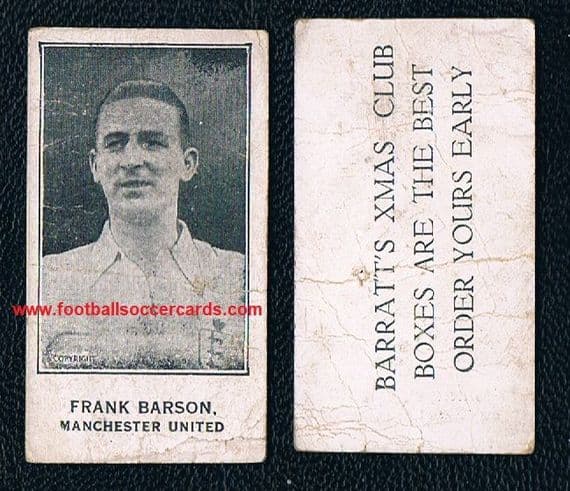 COPYRIGHT
www.footballsoccercards.com
FRANK BARSON,
MANCHESTER UNITED
BARRATT'S XMAS CLUB
BOXES ARE THE BEST
ORDER YOURS EARLY